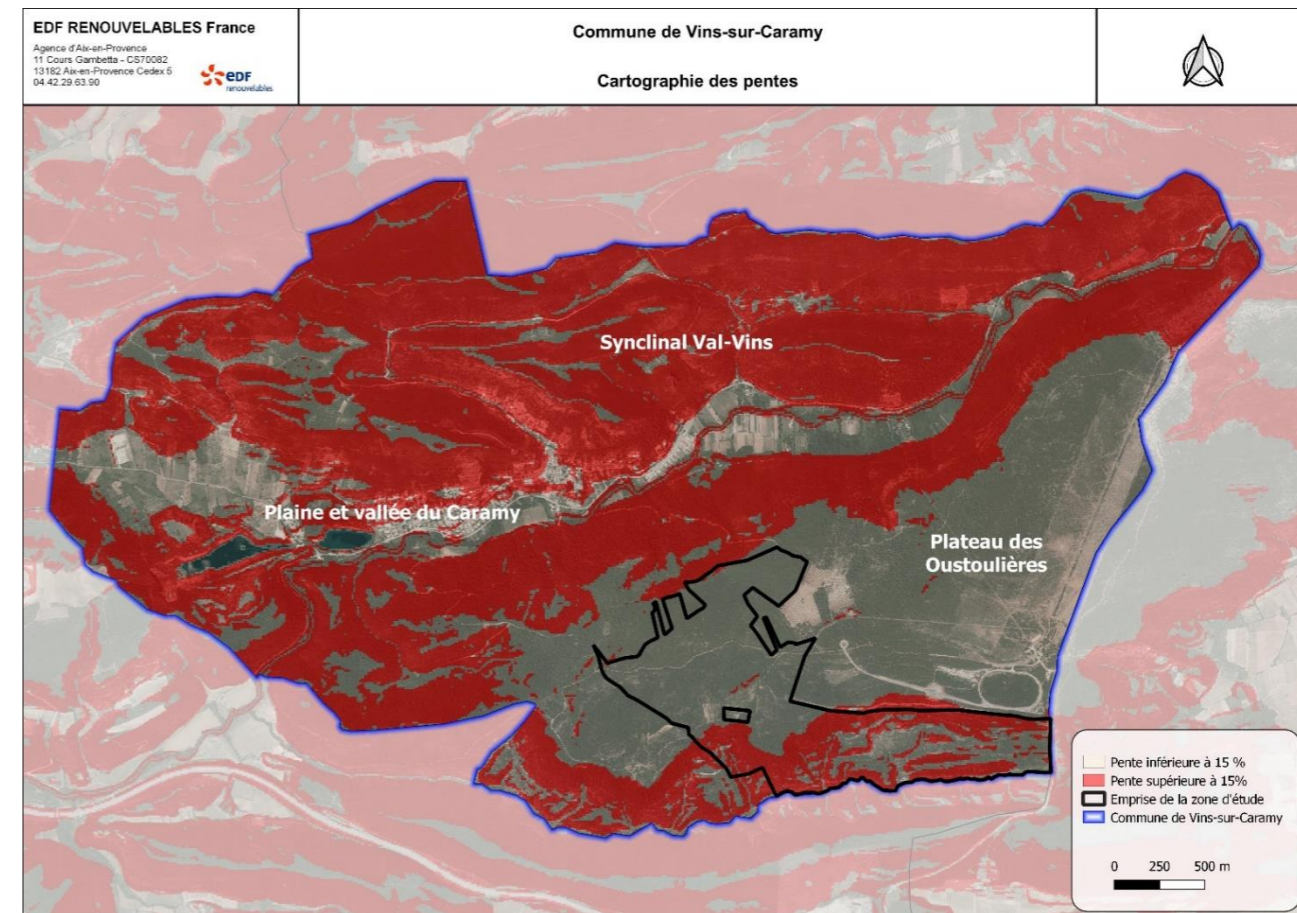 EDF RENOUVELABLES France
Agence d'Aix-en-Provence
11 Cours Gambetta - CS70082
13182 Aix-en-Provence Cedex 5
04.42.29.63.90
edf
renouvelables
Commune de Vins-sur-Caramy
Cartographie des pentes
Synclinal Val-Vins
Plaine et vallée du Caramy
Plateau des
Oustoulières
Pente inférieure à 15 %
Pente supérieure à 15%
Emprise de la zone d'étude
Commune de Vins-sur-Caramy
0 250 500 m